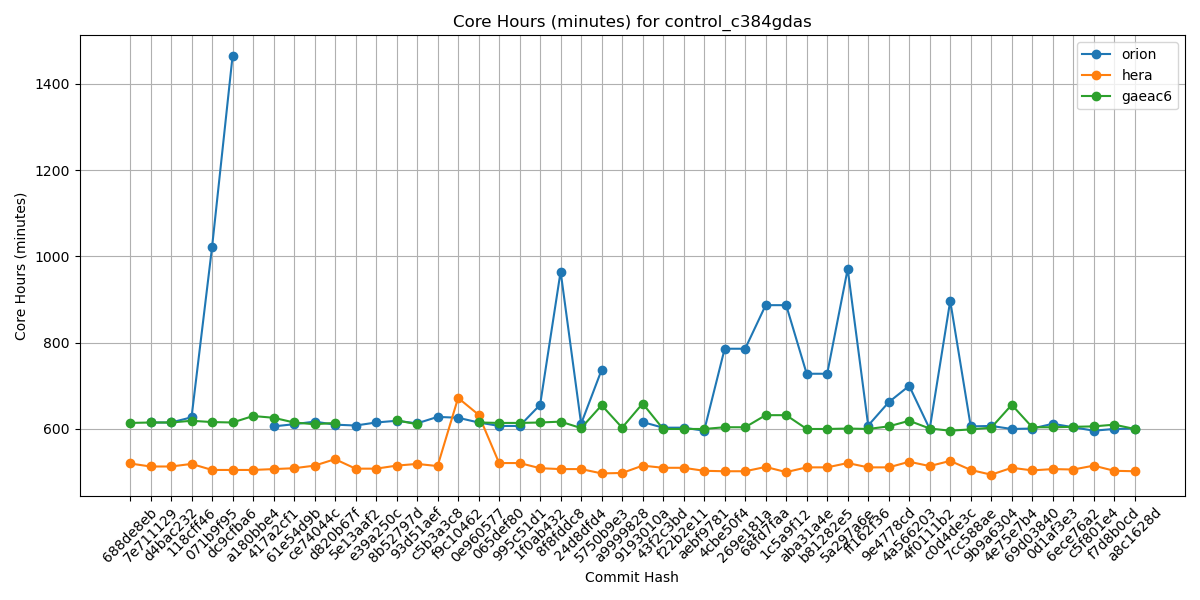 Core Hours (minutes) for control_c384gdas
orion
hera
gaeac6
Core Hours (minutes)
1400
1200
1000
800
600
688de8eb
7e711129
d4bac232
118cff46
071b9f95
dc9cfba6
a180bbe4
417a2cf1
61e54d9b
ce74044c
d820b67f
5e13aaf2
e39a250c
8b52797d
93d51aef
c5b3a3c8
f9c10462
0e960577
065def80
995c51d1
1f0ab432
8f8fddc8
24d8dfd4
5750b9e3
a9999828
9193010a
43f2c3bd
f22b2e11
aebf9781
4cbe50f4
269e181a
68fd7faa
1c5a9f12
aba31a4e
b81282e5
5a297a6e
ff162f36
9e4778cd
4a566203
4f0111b2
c0d4de3c
7cc588ae
9b9a6304
4e75e7b4
69d03840
0d1af3e3
6ece76a2
c5f801e4
f7d8b0cd
a8c1628d
Commit Hash